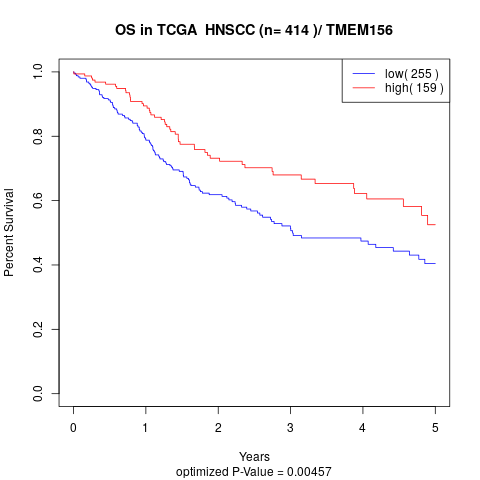 OS in TCGA HNSCC (n= 414 )/ TMEM156
low( 255 )
high( 159 )
1.0
0.8
0.6
0.4
0.2
0.0
Percent Survival
0 1 2 3 4 5
Years
optimized P-Value = 0.00457